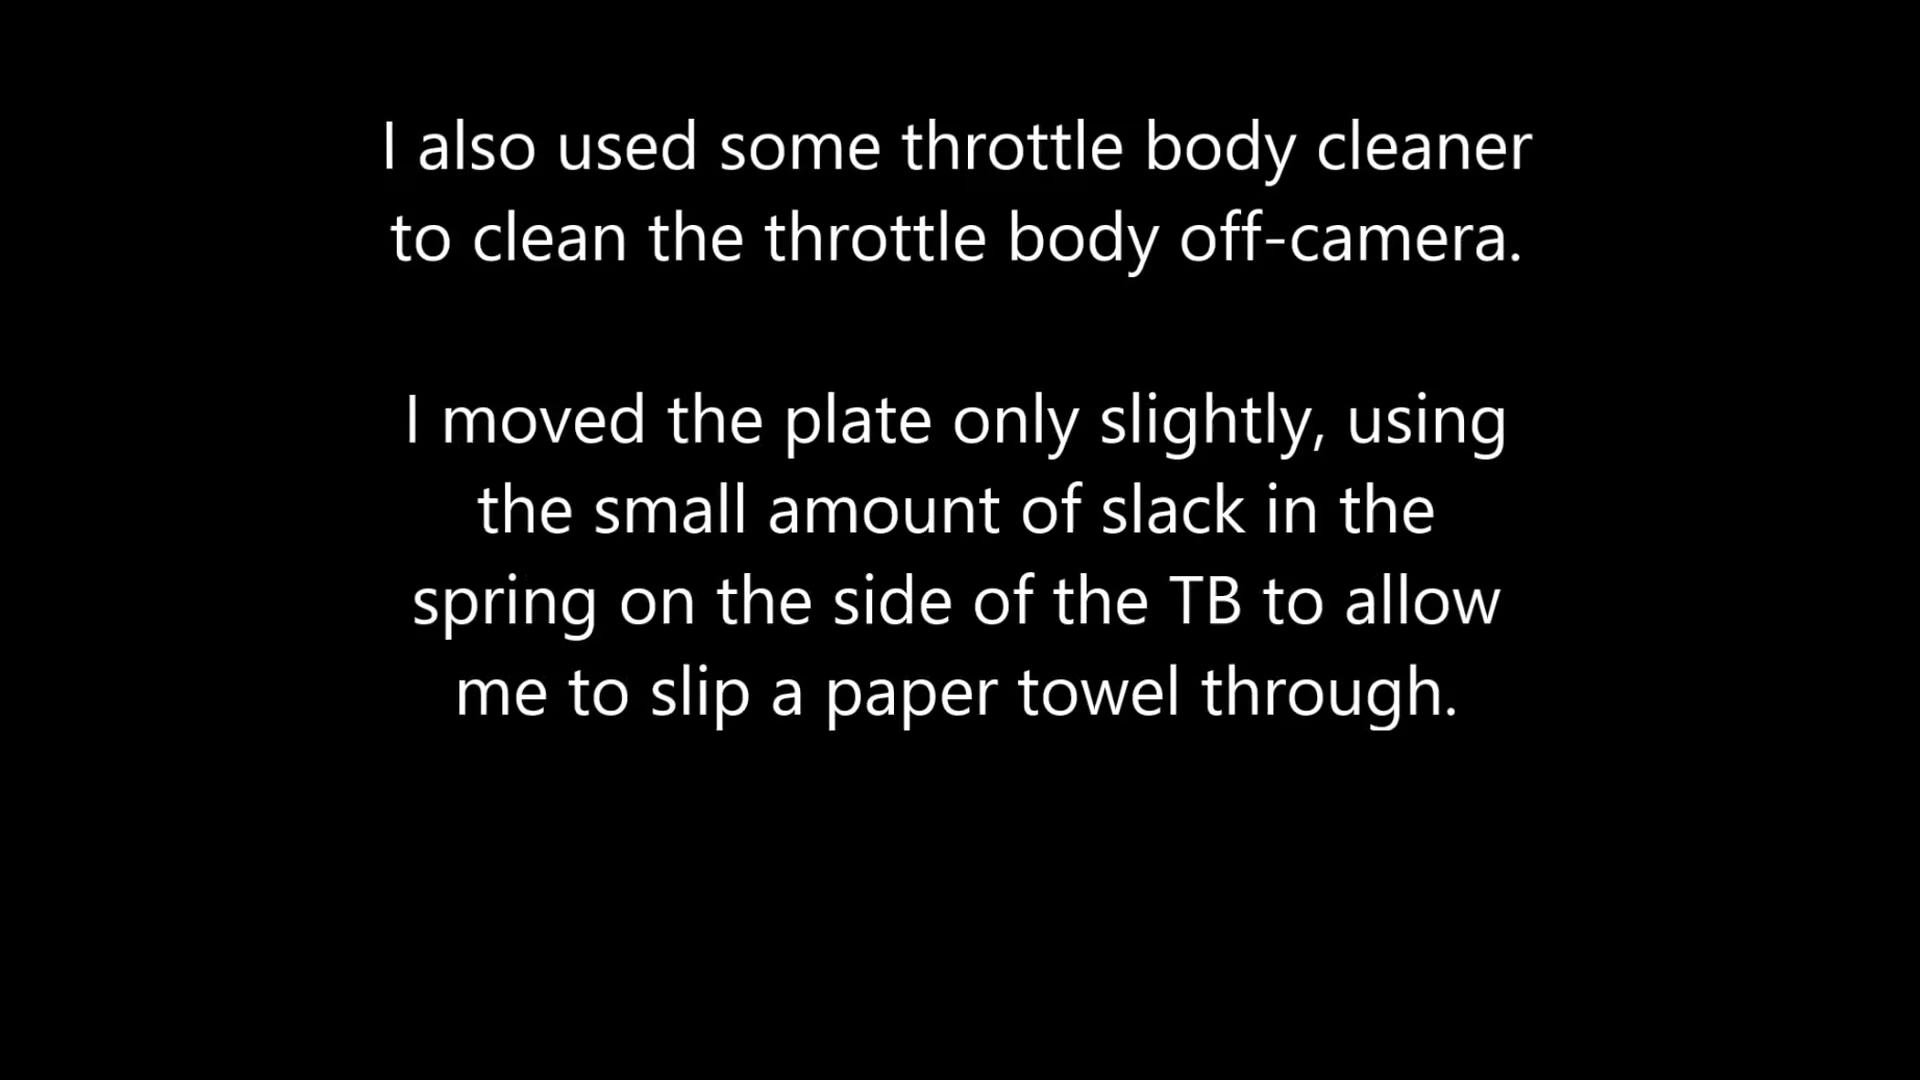 I also used some throttle body cleaner
to clean the throttle body off-camera.
I moved the plate only slightly, using
the small amount of slack in the
spring on the side of the TB to allow
me to slip a paper towel through.